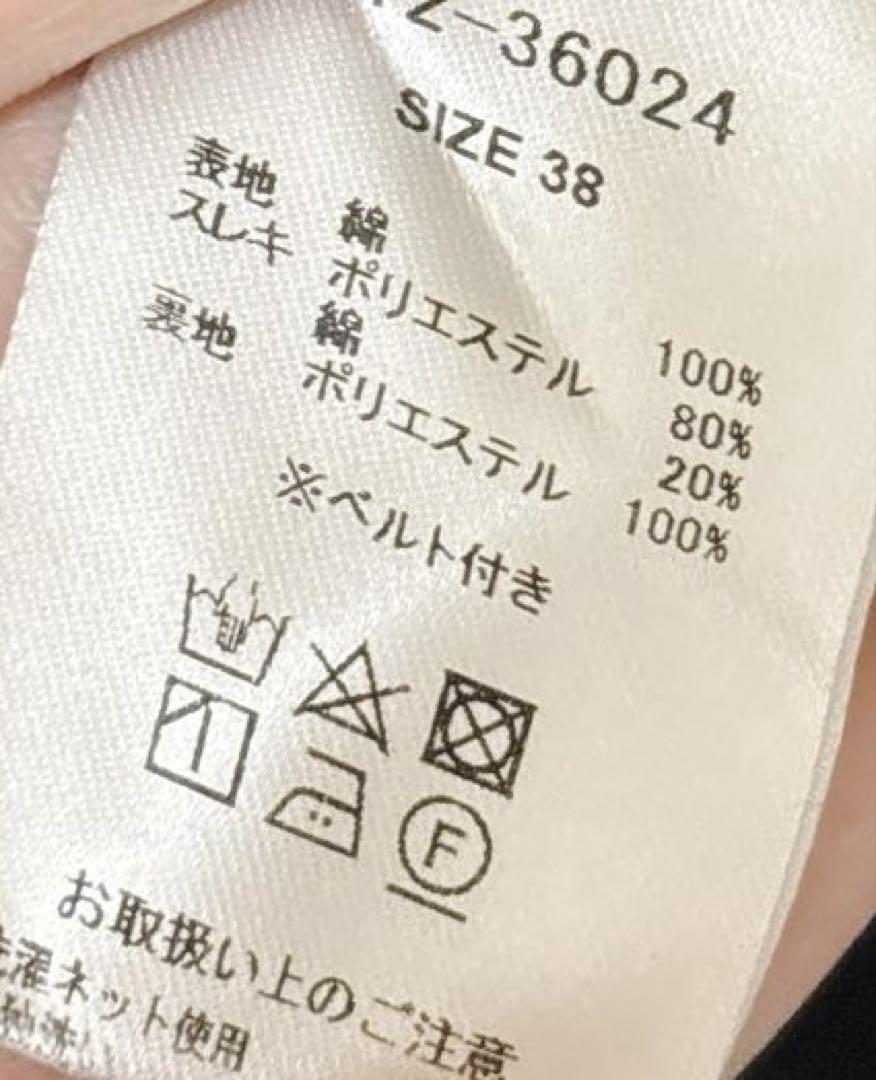 2-36024
SIZE 38
表地 綿 100%
スレキ ポリエステル 80%
綿 20%
裏地 ポリエステル 100%
※ベルト付き
F
お取扱い上のご注意
洗濯ネット使用